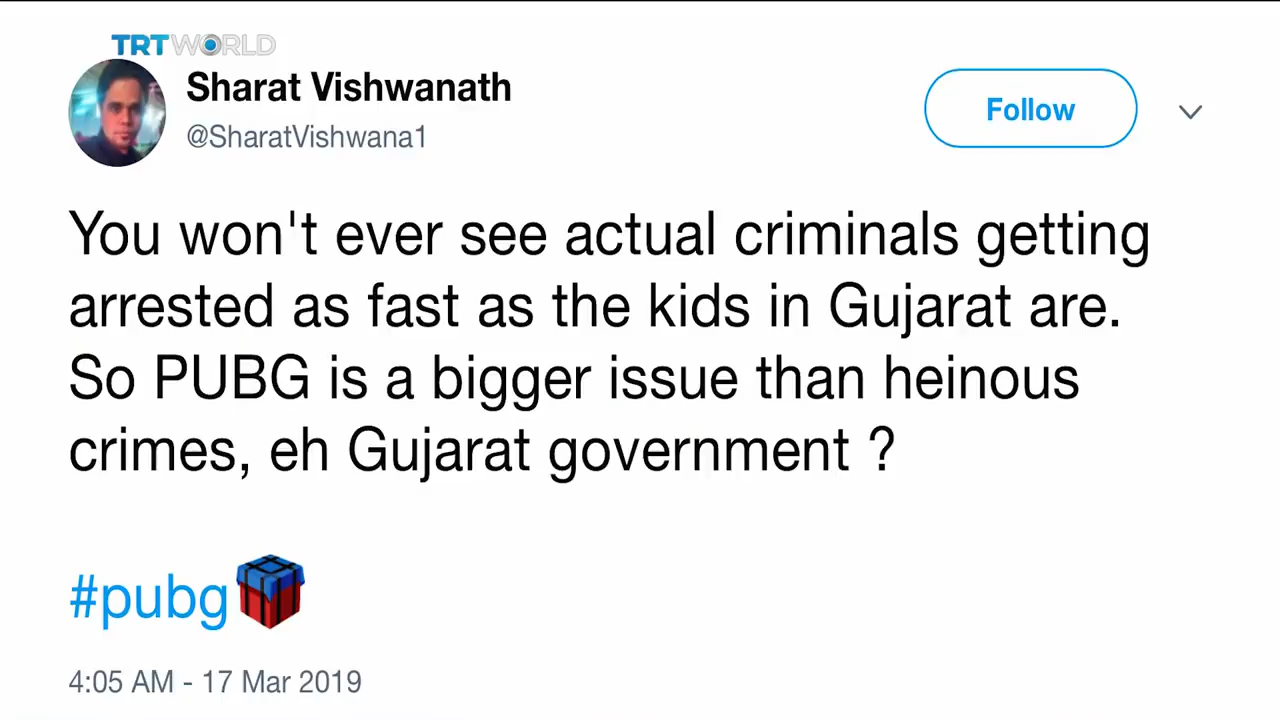 TRT WORLD
Sharat Vishwanath
@SharatVishwana1
Follow
You won't ever see actual criminals getting
arrested as fast as the kids in Gujarat are.
So PUBG is a bigger issue than heinous
crimes, eh Gujarat government ?
#pubg
4:05 AM - 17 Mar 2019